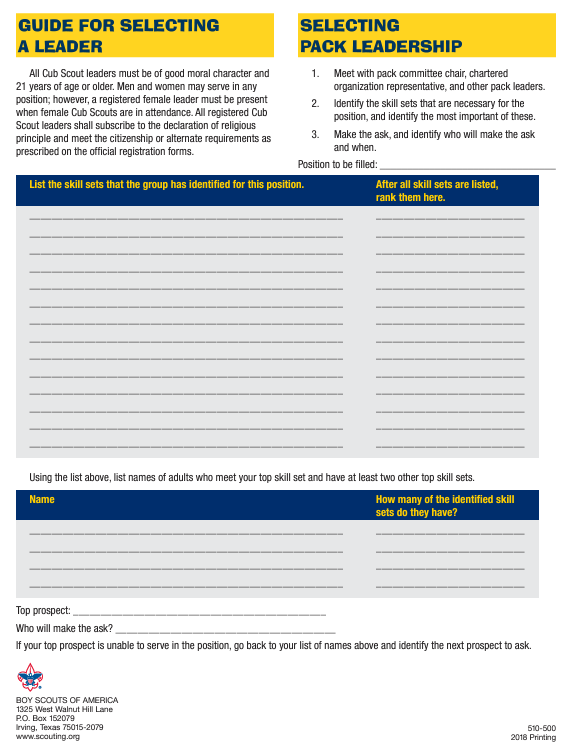 GUIDE FOR SELECTING
A LEADER
All Cub Scout leaders must be of good moral character and
21 years of age or older. Men and women may serve in any
position; however, a registered female leader must be present
when female Cub Scouts are in attendance. All registered Cub
Scout leaders shall subscribe to the declaration of religious
principle and meet the citizenship or alternate requirements as
prescribed on the official registration forms.
SELECTING
PACK LEADERSHIP
1. Meet with pack committee chair, chartered
organization representative, and other pack leaders.
2. Identify the skill sets that are necessary for the
position, and identify the most important of these.
3. Make the ask, and identify who will make the ask
and when.
Position to be filled:
List the skill sets that the group has identified for this position.
After all skill sets are listed,
rank them here.
Using the list above, list names of adults who meet your top skill set and have at least two other top skill sets.
Name
How many of the identified skill
sets do they have?
Top prospect:
Who will make the ask?
If your top prospect is unable to serve in the position, go back to your list of names above and identify the next prospect to ask.
BOY SCOUTS OF AMERICA
1325 West Walnut Hill Lane
P.O. Box 152079
Irving, Texas 75015-2079
www.scouting.org
510-500
2018 Printing